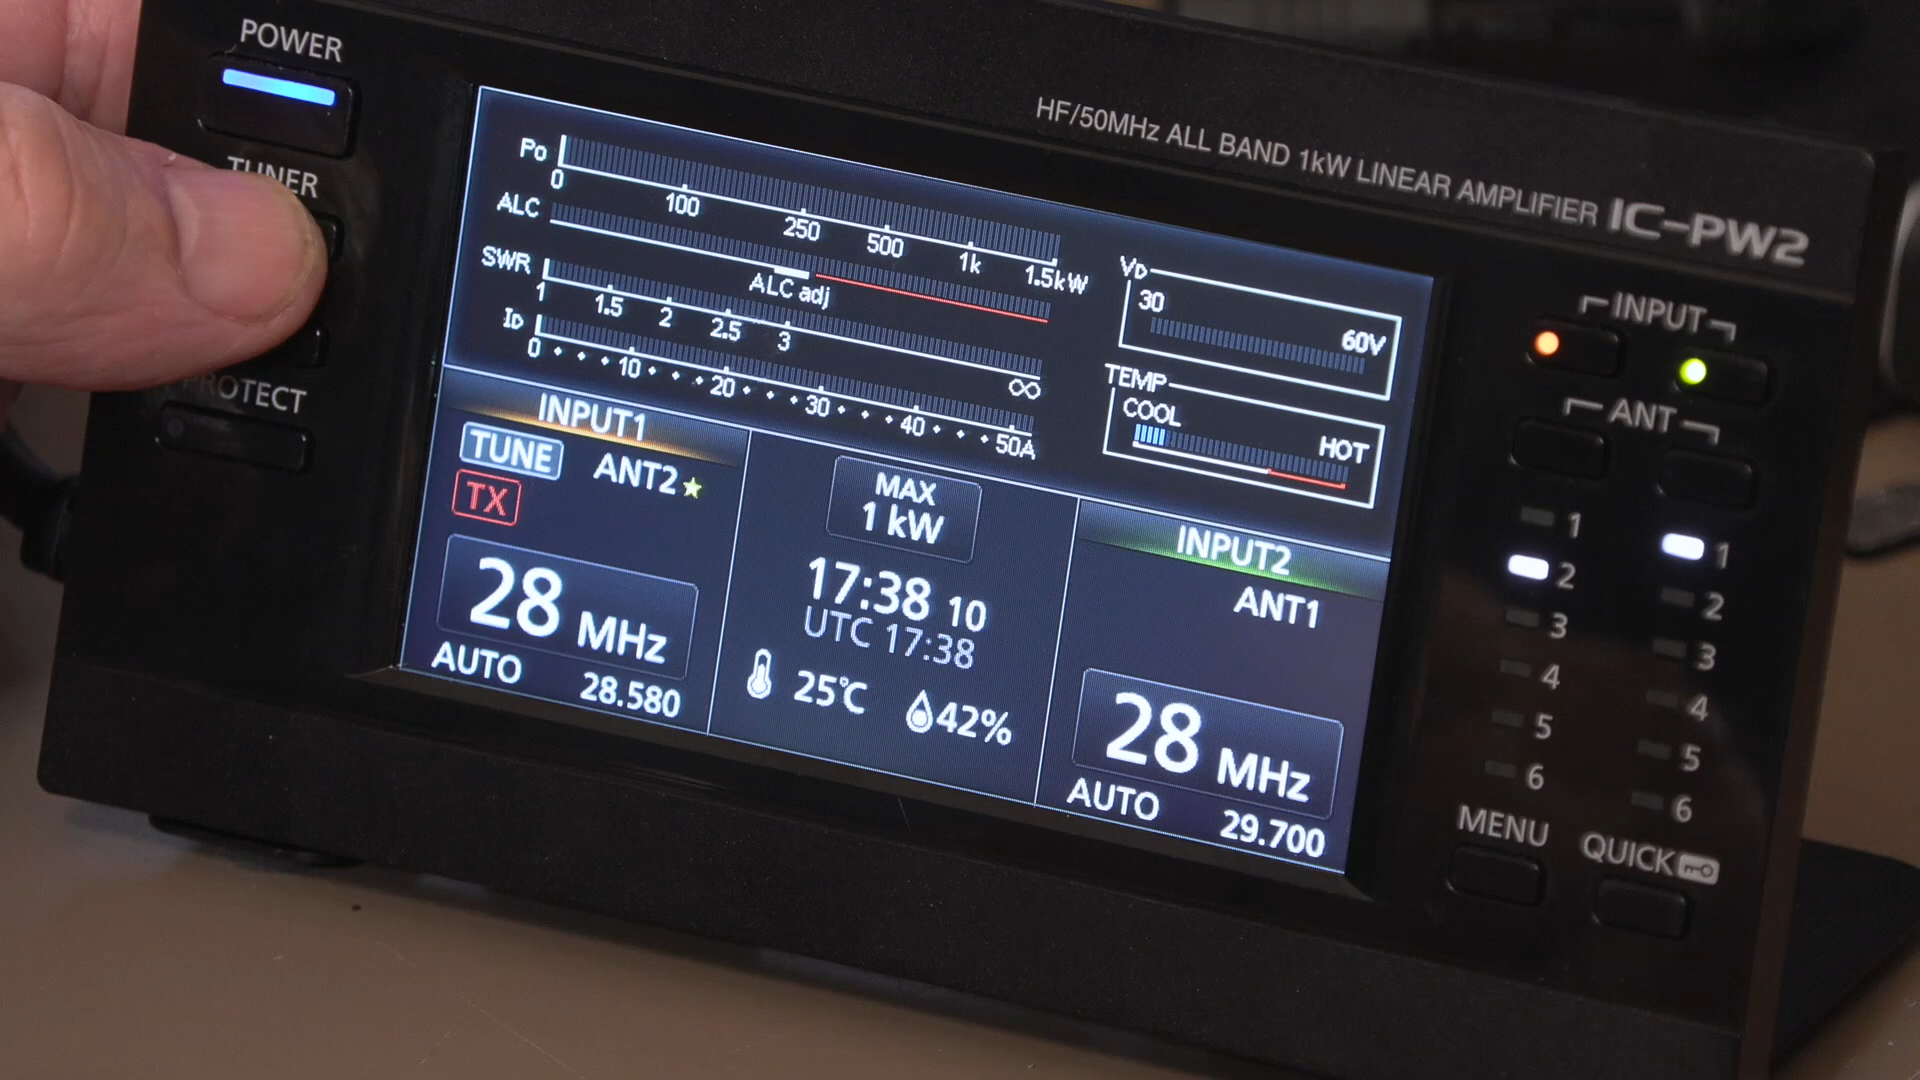 POWER
TUNER
PROTECT
HF/50MHz ALL BAND 1kW LINEAR AMPLIFIER IC-PW2
Po
0 100 250 500 1k 1.5kW
ALC
ALC adj
SWR
1 1.5 2 2.5 3 ∞
ID
0 10 20 30 40 50A
VD
30 60V
TEMP
COOL HOT
INPUT1
TUNE ANT2★
TX
28 MHz
AUTO 28.580
MAX
1 kW
17:38 10
UTC 17:38
25℃ 42%
INPUT2
ANT1
28 MHz
AUTO 29.700
INPUT
ANT
1 1
2 2
3 3
4 4
5 5
6 6
MENU QUICK